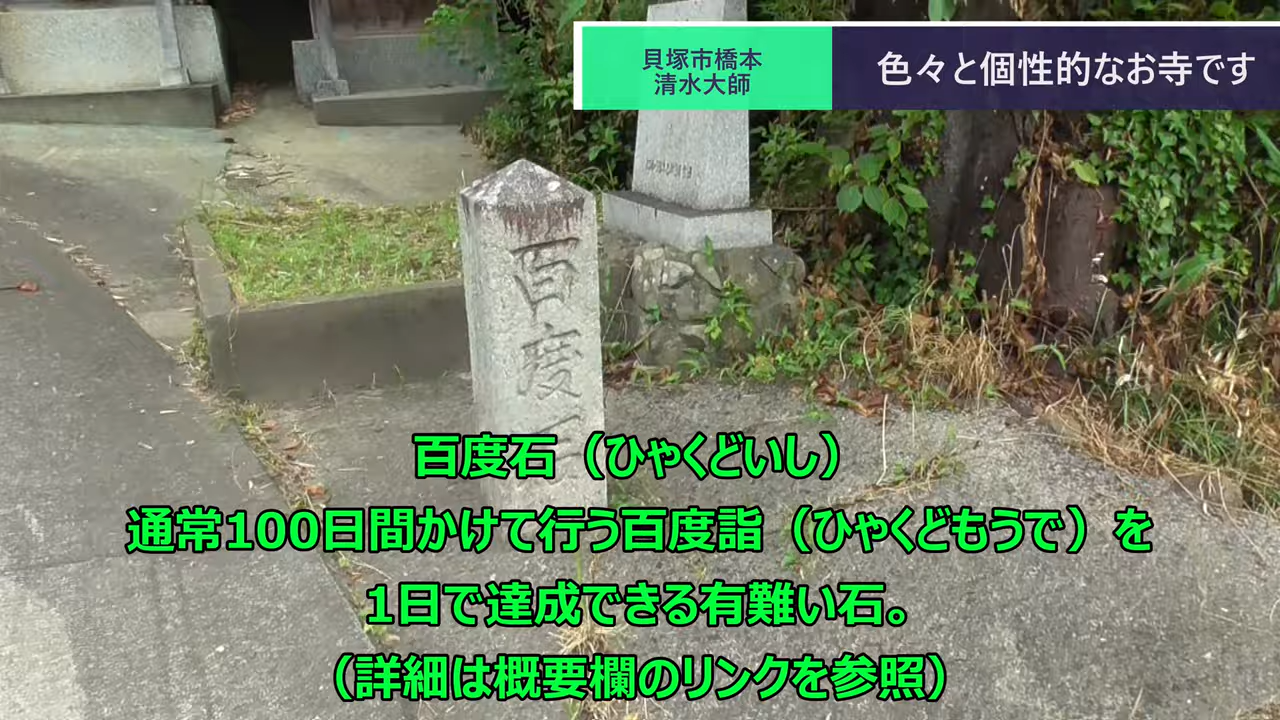 貝塚市橋本
清水大師
色々と個性的なお寺です
百度
百度石（ひゃくどいし）
通常100日間かけて行う百度詣（ひゃくどもうで）を
1日で達成できる有難い石。
（詳細は概要欄のリンクを参照）